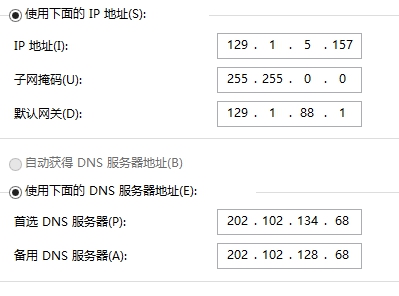 使用下面的 IP 地址(S):
IP 地址(I): 129 . 1 . 5 . 157
子网掩码(U): 255 . 255 . 0 . 0
默认网关(D): 129 . 1 . 88 . 1
自动获得 DNS 服务器地址(B)
使用下面的 DNS 服务器地址(E):
首选 DNS 服务器(P): 202 . 102 . 134 . 68
备用 DNS 服务器(A): 202 . 102 . 128 . 68